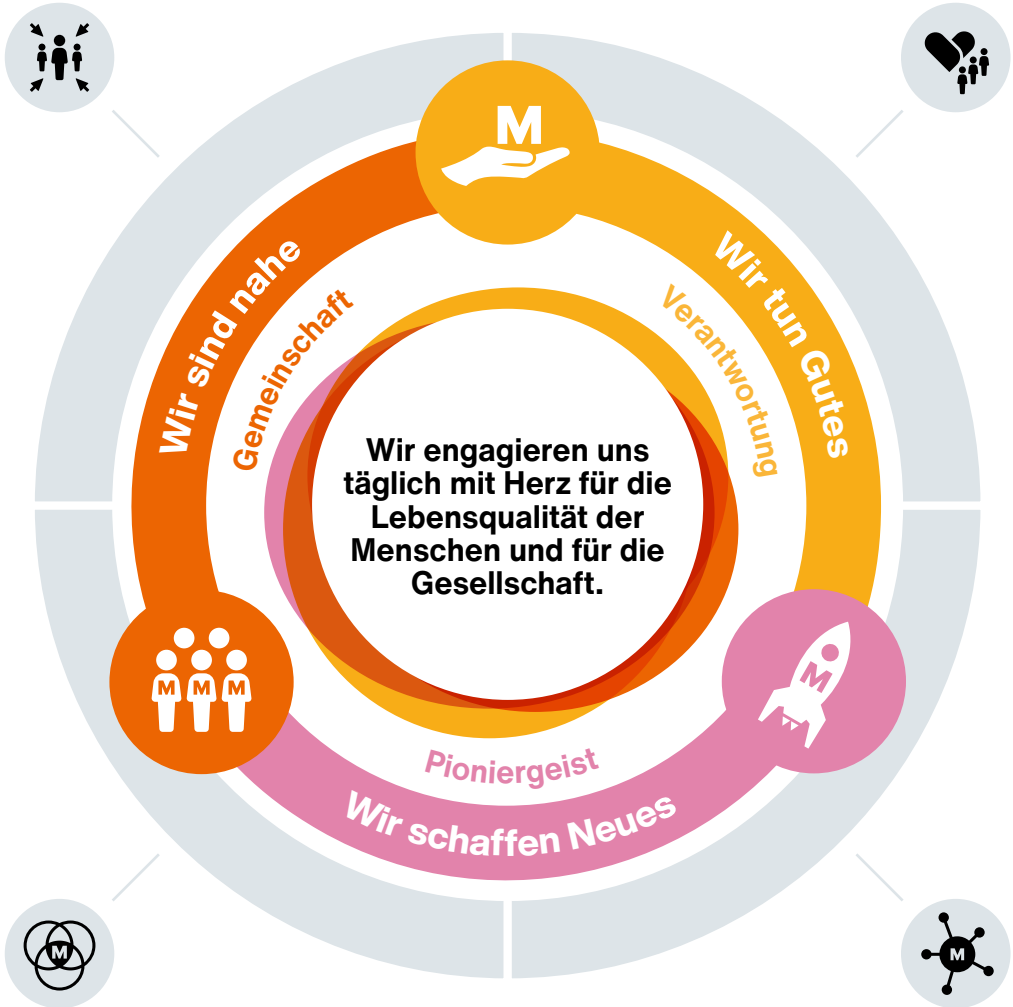 M
Wir sind nahe
Gemeinschaft
Wir tun Gutes
Verantwortung
Wir engagieren uns
täglich mit Herz für die
Lebensqualität der
Menschen und für die
Gesellschaft.
M M M
M
Pioniergeist
Wir schaffen Neues
M
M